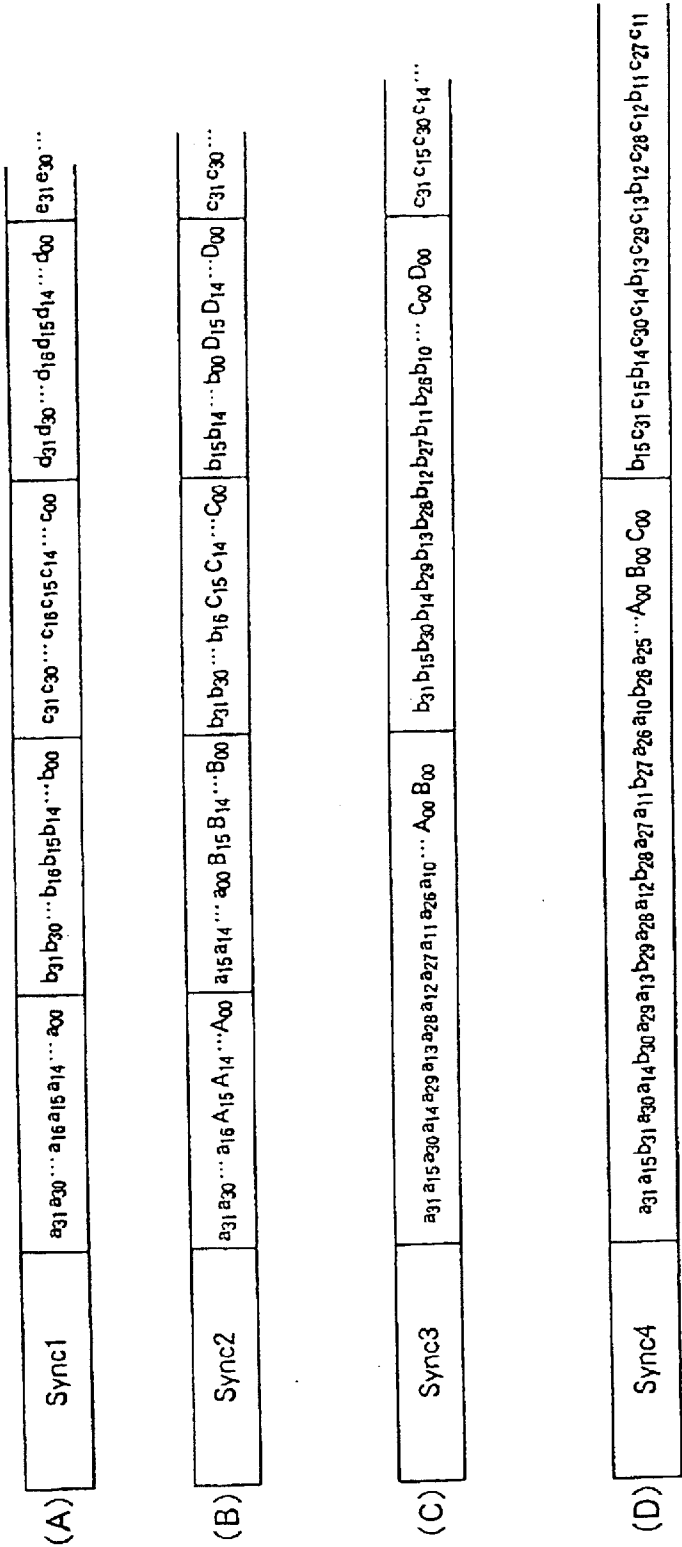 (A) Sync1 a31 a30 ··· a16 a15 a14 ··· a00 b31 b30 ··· b16 b15 b14 ··· b00 c31 c30 ··· c16 c15 c14 ··· c00 d31 d30 ··· d16 d15 d14 ··· d00 e31 e30 ···
(B) Sync2 a31 a30 ··· a16 A15 A14 ··· A00 a15 a14 ··· a00 B15 B14 ··· B00 b31 b30 ··· b16 C15 C14 ··· C00 b15 b14 ··· b00 D15 D14 ··· D00 c31 c30 ···
(C) Sync3 a31 a15 a30 a14 a29 a13 a28 a12 a27 a11 a26 a10 ··· A00 B00 b31 b15 b30 b14 b29 b13 b28 b12 b27 b11 b26 b10 ··· C00 D00 c31 c15 c30 c14 ···
(D) Sync4 a31 a15 b31 a30 a14 b30 a29 a13 b29 a28 a12 b28 a27 a11 b27 a26 a10 b26 a25 ··· A00 B00 C00 b15 c31 c15 b14 c30 c14 b13 c29 c13 b12 c28 c12 b11 c27 c11